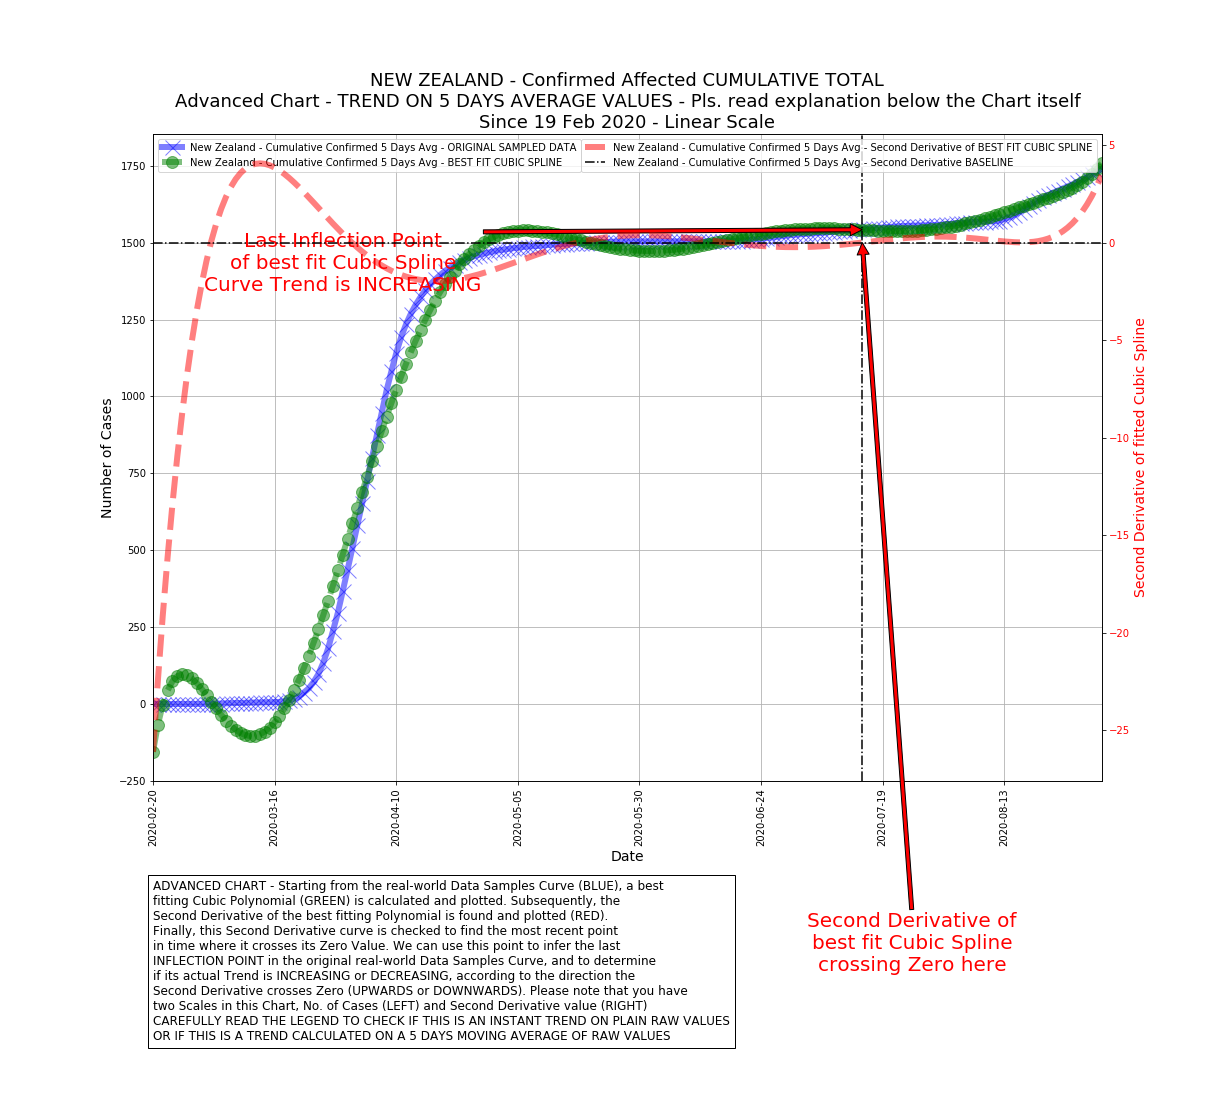 NEW ZEALAND - Confirmed Affected CUMULATIVE TOTAL
Advanced Chart - TREND ON 5 DAYS AVERAGE VALUES - Pls. read explanation below the Chart itself
Since 19 Feb 2020 - Linear Scale
New Zealand - Cumulative Confirmed 5 Days Avg - ORIGINAL SAMPLED DATA
New Zealand - Cumulative Confirmed 5 Days Avg - BEST FIT CUBIC SPLINE
New Zealand - Cumulative Confirmed 5 Days Avg - Second Derivative of BEST FIT CUBIC SPLINE
New Zealand - Cumulative Confirmed 5 Days Avg - Second Derivative BASELINE
Last Inflection Point
of best fit Cubic Spline
Curve Trend is INCREASING
Number of Cases
1750
1500
1250
1000
750
500
250
0
−250
5
0
−5
−10
−15
−20
−25
Second Derivative of fitted Cubic Spline
2020-02-20
2020-03-16
2020-04-10
2020-05-05
2020-05-30
2020-06-24
2020-07-19
2020-08-13
Date
Second Derivative of
best fit Cubic Spline
crossing Zero here
ADVANCED CHART - Starting from the real-world Data Samples Curve (BLUE), a best
fitting Cubic Polynomial (GREEN) is calculated and plotted. Subsequently, the
Second Derivative of the best fitting Polynomial is found and plotted (RED).
Finally, this Second Derivative curve is checked to find the most recent point
in time where it crosses its Zero Value. We can use this point to infer the last
INFLECTION POINT in the original real-world Data Samples Curve, and to determine
if its actual Trend is INCREASING or DECREASING, according to the direction the
Second Derivative crosses Zero (UPWARDS or DOWNWARDS). Please note that you have
two Scales in this Chart, No. of Cases (LEFT) and Second Derivative value (RIGHT)
CAREFULLY READ THE LEGEND TO CHECK IF THIS IS AN INSTANT TREND ON PLAIN RAW VALUES
OR IF THIS IS A TREND CALCULATED ON A 5 DAYS MOVING AVERAGE OF RAW VALUES